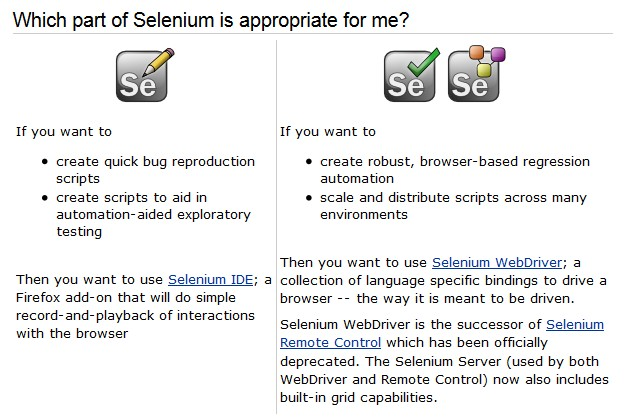 Which part of Selenium is appropriate for me?
Se
Se
Se
If you want to
• create quick bug reproduction
scripts
• create scripts to aid in
automation-aided exploratory
testing
Then you want to use Selenium IDE; a
Firefox add-on that will do simple
record-and-playback of interactions
with the browser
If you want to
• create robust, browser-based regression
automation
• scale and distribute scripts across many
environments
Then you want to use Selenium WebDriver; a
collection of language specific bindings to drive a
browser -- the way it is meant to be driven.
Selenium WebDriver is the successor of Selenium
Remote Control which has been officially
deprecated. The Selenium Server (used by both
WebDriver and Remote Control) now also includes
built-in grid capabilities.